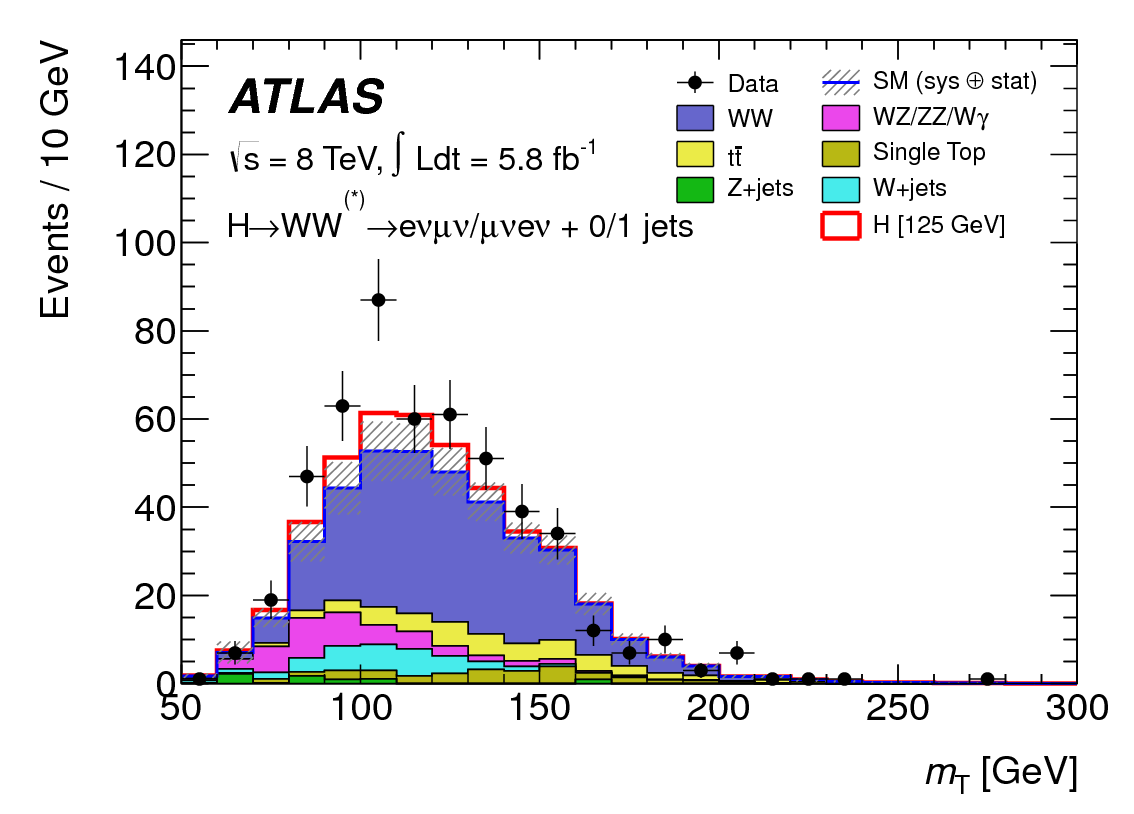 Events / 10 GeV
140
120
100
80
60
40
20
0
ATLAS
√s = 8 TeV, ∫ Ldt = 5.8 fb⁻¹
H→WW⁽*⁾→eνμν/μνeν + 0/1 jets
Data
WW
tt̄
Z+jets
SM (sys ⊕ stat)
WZ/ZZ/Wγ
Single Top
W+jets
H [125 GeV]
50 100 150 200 250 300
m_T [GeV]